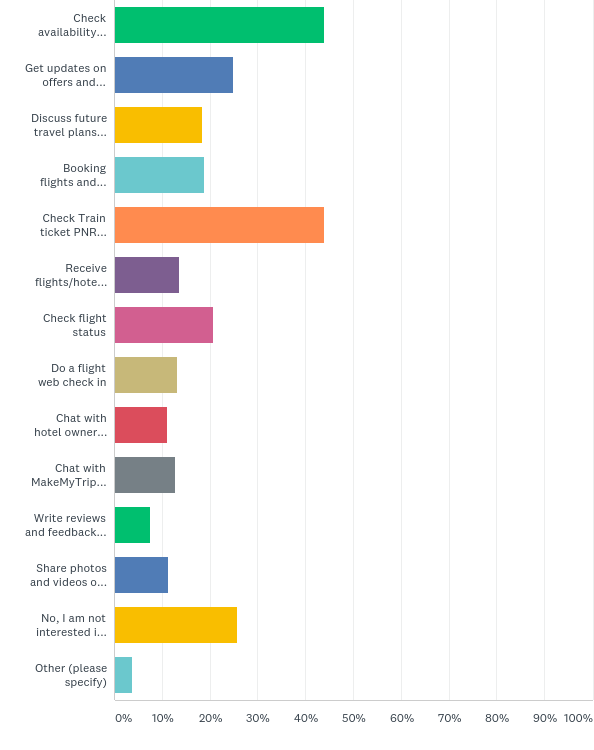 Check
availability...
Get updates on
offers and...
Discuss future
travel plans...
Booking
flights and...
Check Train
ticket PNR...
Receive
flights/hote...
Check flight
status
Do a flight
web check in
Chat with
hotel owner...
Chat with
MakeMyTrip...
Write reviews
and feedback...
Share photos
and videos o...
No, I am not
interested i...
Other (please
specify)
0% 10% 20% 30% 40% 50% 60% 70% 80% 90% 100%